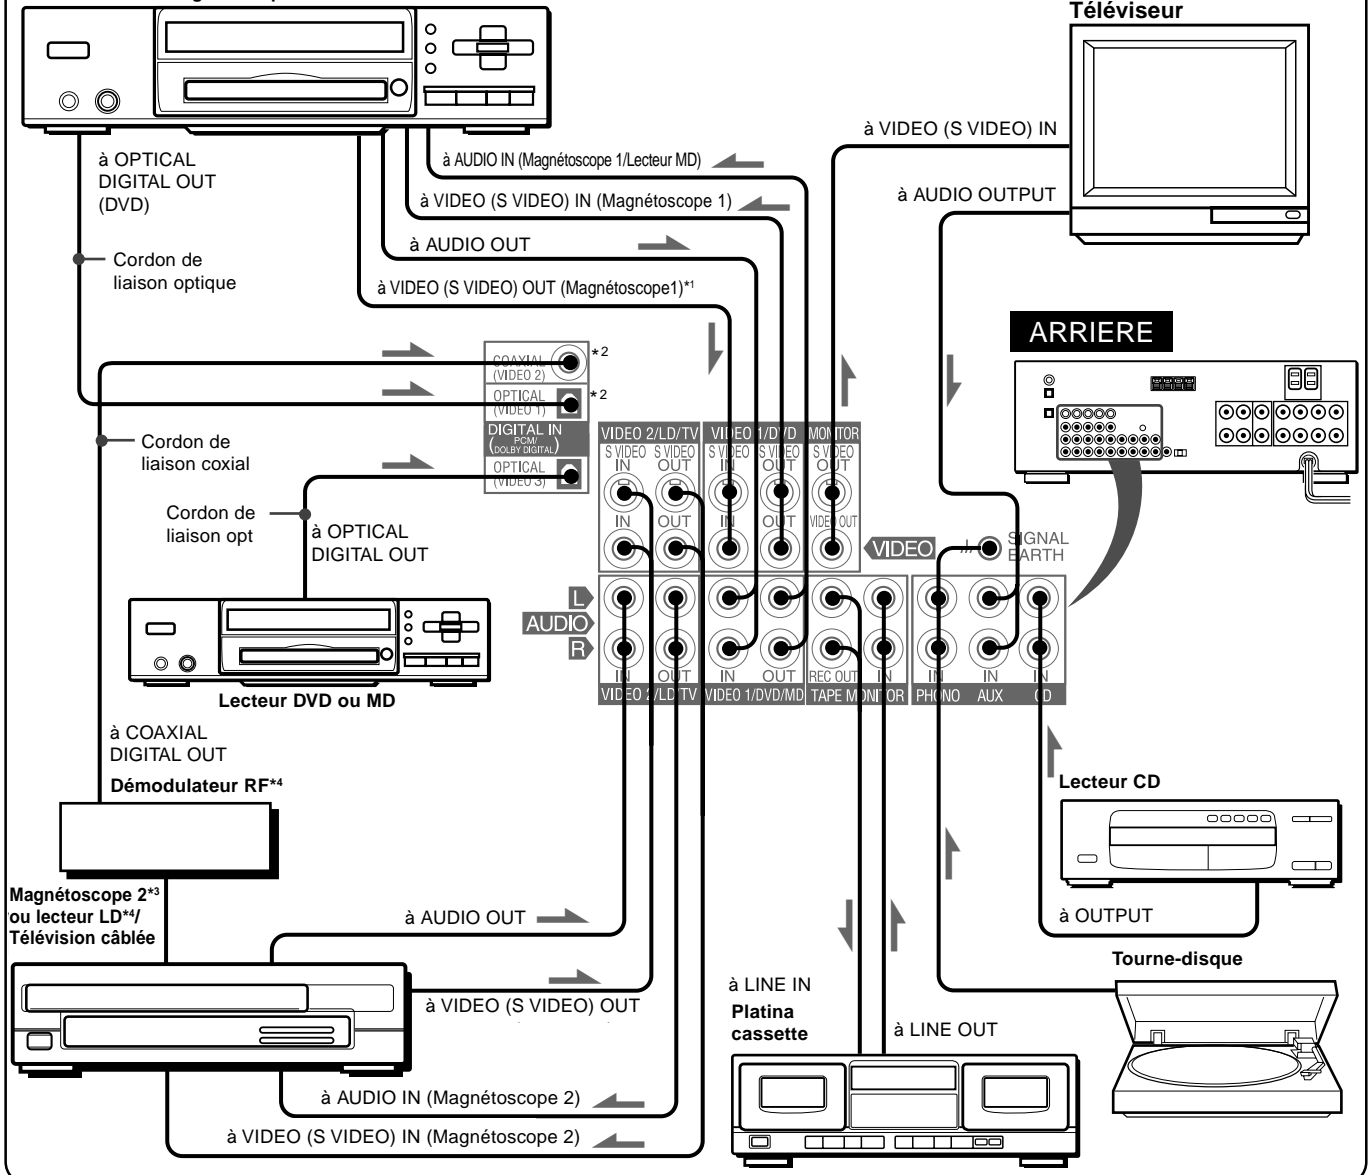 Téléviseur
à VIDEO (S VIDEO) IN
à AUDIO OUTPUT
à OPTICAL
DIGITAL OUT
(DVD)
à AUDIO IN (Magnétoscope 1/Lecteur MD)
à VIDEO (S VIDEO) IN (Magnétoscope 1)
à AUDIO OUT
à VIDEO (S VIDEO) OUT (Magnétoscope1)*1
Cordon de
liaison optique
ARRIERE
COAXIAL
(VIDEO 2)
*2
OPTICAL
(VIDEO 1)
*2
DIGITAL IN
(PCM/
DOLBY DIGITAL)
OPTICAL
(VIDEO 3)
Cordon de
liaison coxial
Cordon de
liaison opt
à OPTICAL
DIGITAL OUT
VIDEO 2/LD/TV VIDEO 1/DVD MONITOR
S VIDEO S VIDEO S VIDEO S VIDEO S VIDEO
IN OUT IN OUT OUT
IN OUT IN OUT VIDEO OUT
VIDEO
SIGNAL
EARTH
L
AUDIO
R
IN OUT IN OUT REC OUT IN IN IN IN
VIDEO 2/LD/TV VIDEO 1/DVD/MD TAPE MONITOR PHONO AUX CD
Lecteur DVD ou MD
à COAXIAL
DIGITAL OUT
Démodulateur RF*4
Lecteur CD
à OUTPUT
Magnétoscope 2*3
ou lecteur LD*4/
Télévision câblée
à AUDIO OUT
à VIDEO (S VIDEO) OUT
Tourne-disque
à LINE IN
Platina
cassette
à LINE OUT
à AUDIO IN (Magnétoscope 2)
à VIDEO (S VIDEO) IN (Magnétoscope 2)